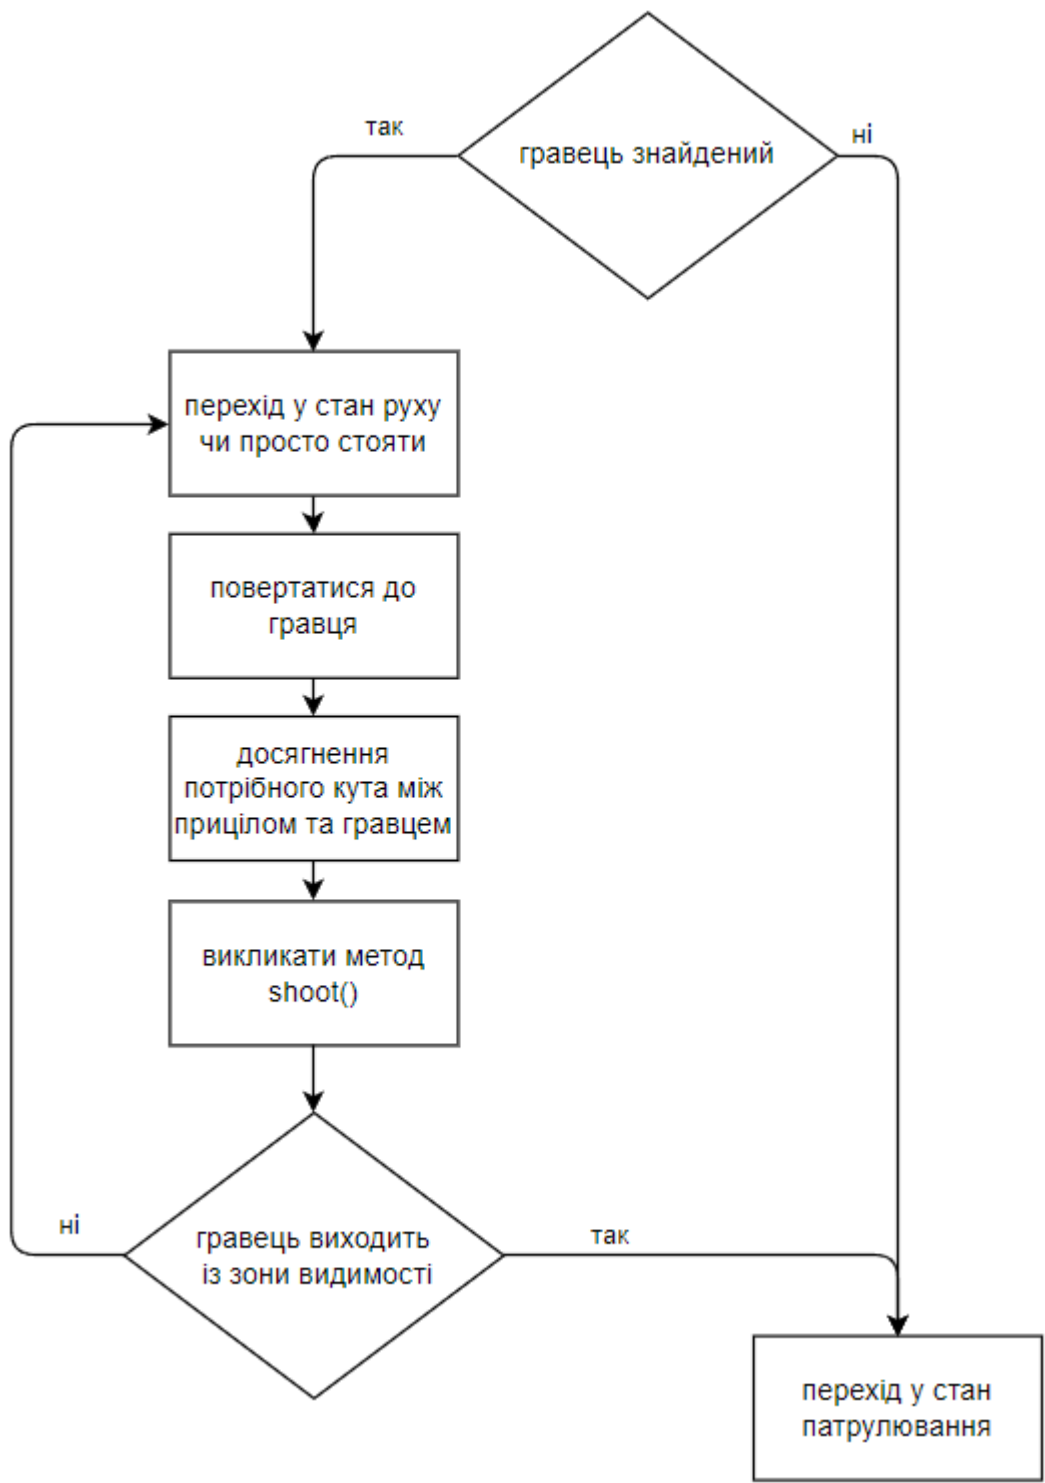 гравець знайдений
так
ні
перехід у стан руху
чи просто стояти
повертатися до
гравця
досягнення
потрібного кута між
прицілом та гравцем
викликати метод
shoot()
гравець виходить
із зони видимості
ні
так
перехід у стан
патрулювання